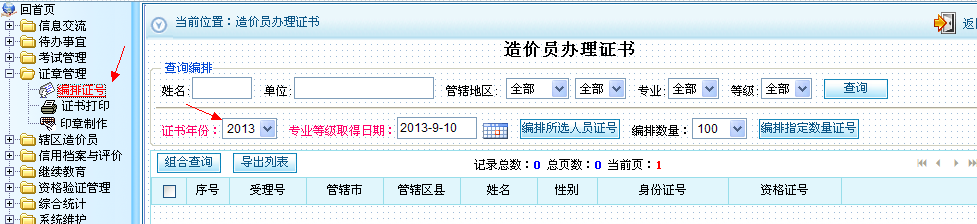 回首页
信息交流
待办事宜
考试管理
证章管理
编排证号
证书打印
印章制作
辖区造价员
信用档案与评价
继续教育
资格验证管理
综合统计
系统维护
当前位置：造价员办理证书
返
造价员办理证书
查询编排
姓名: 单位: 管辖地区: 全部 全部 专业: 全部 等级: 全部 查询
证书年份： 2013 专业等级取得日期： 2013-9-10 编排所选人员证号 编排数量： 100 编排指定数量证号
组合查询 导出列表 记录总数：0 总页数：0 当前页：1
序号 受理号 管辖市 管辖区县 姓名 性别 身份证号 资格证号